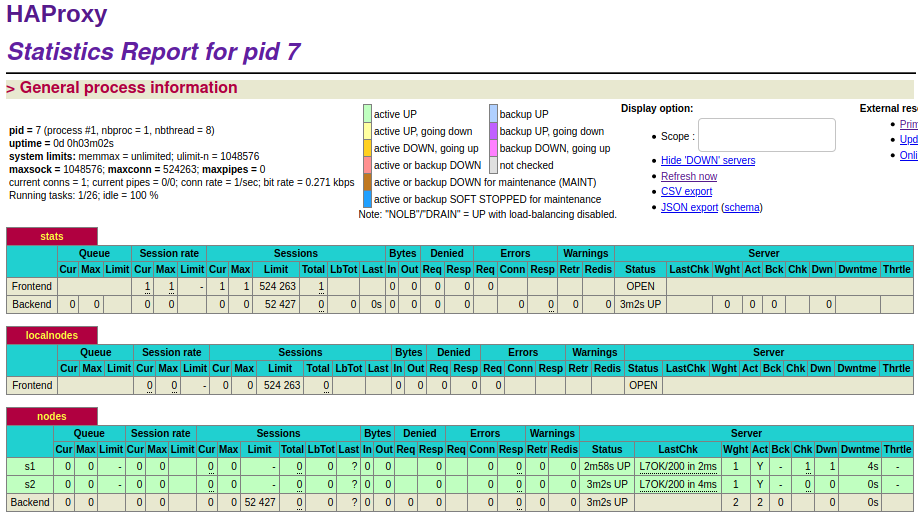 HAProxy
Statistics Report for pid 7
> General process information
pid = 7 (process #1, nbproc = 1, nbthread = 8)
uptime = 0d 0h03m02s
system limits: memmax = unlimited; ulimit-n = 1048576
maxsock = 1048576; maxconn = 524263; maxpipes = 0
current conns = 1; current pipes = 0/0; conn rate = 1/sec; bit rate = 0.271 kbps
Running tasks: 1/26; idle = 100 %
active UP backup UP
active UP, going down backup UP, going down
active DOWN, going up backup DOWN, going up
active or backup DOWN not checked
active or backup DOWN for maintenance (MAINT)
active or backup SOFT STOPPED for maintenance
Note: "NOLB"/"DRAIN" = UP with load-balancing disabled.
Display option:
Scope :
Hide 'DOWN' servers
Refresh now
CSV export
JSON export (schema)
External res
Prim
Upd
Onli
stats
Queue Session rate Sessions Bytes Denied Errors Warnings Server
Cur Max Limit Cur Max Limit Cur Max Limit Total LbTot Last In Out Req Resp Req Conn Resp Retr Redis Status LastChk Wght Act Bck Chk Dwn Dwntme Thrtle
Frontend 1 1 - 1 1 524 263 1 0 0 0 0 0 OPEN
Backend 0 0 0 0 0 0 52 427 0 0 0s 0 0 0 0 0 0 0 0 3m2s UP 0 0 0 0
localnodes
Queue Session rate Sessions Bytes Denied Errors Warnings Server
Cur Max Limit Cur Max Limit Cur Max Limit Total LbTot Last In Out Req Resp Req Conn Resp Retr Redis Status LastChk Wght Act Bck Chk Dwn Dwntme Thrtle
Frontend 0 0 - 0 0 524 263 0 0 0 0 0 0 OPEN
nodes
Queue Session rate Sessions Bytes Denied Errors Warnings Server
Cur Max Limit Cur Max Limit Cur Max Limit Total LbTot Last In Out Req Resp Req Conn Resp Retr Redis Status LastChk Wght Act Bck Chk Dwn Dwntme Thrtle
s1 0 0 - 0 0 0 0 - 0 0 ? 0 0 0 0 0 0 0 2m58s UP L7OK/200 in 2ms 1 Y - 1 1 4s -
s2 0 0 - 0 0 0 0 - 0 0 ? 0 0 0 0 0 0 0 3m2s UP L7OK/200 in 4ms 1 Y - 0 0 0s -
Backend 0 0 0 0 0 0 52 427 0 0 ? 0 0 0 0 0 0 0 0 3m2s UP 2 2 0 0 0s